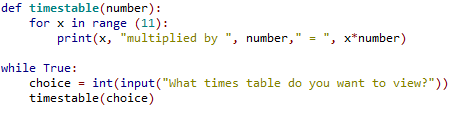 def timestable(number):
    for x in range (11):
        print(x, "multiplied by ", number," = ", x*number)

while True:
    choice = int(input("What times table do you want to view?"))
    timestable(choice)